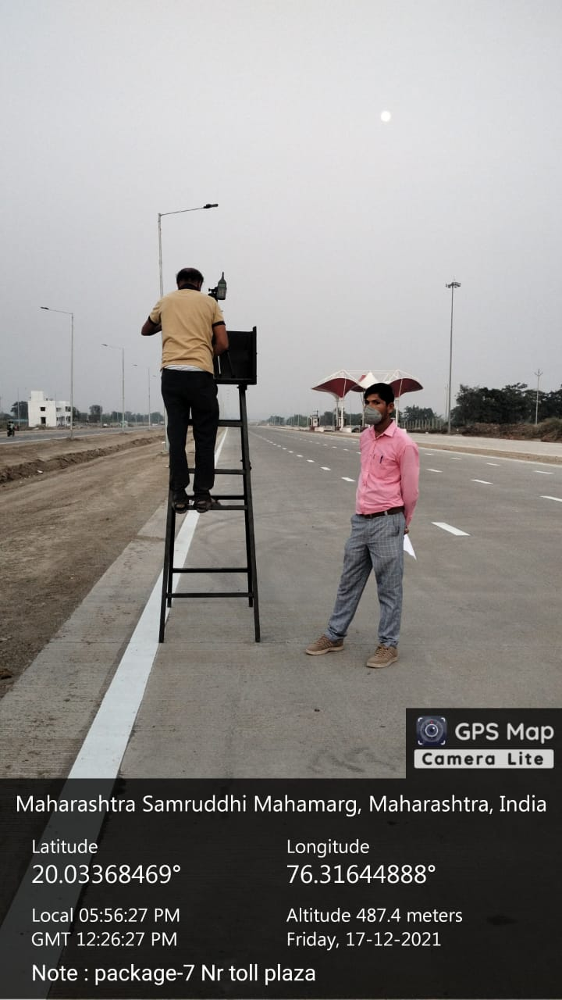 GPS Map
Camera Lite
Maharashtra Samruddhi Mahamarg, Maharashtra, India
Latitude Longitude
20.03368469° 76.31644888°
Local 05:56:27 PM Altitude 487.4 meters
GMT 12:26:27 PM Friday, 17-12-2021
Note : package-7 Nr toll plaza